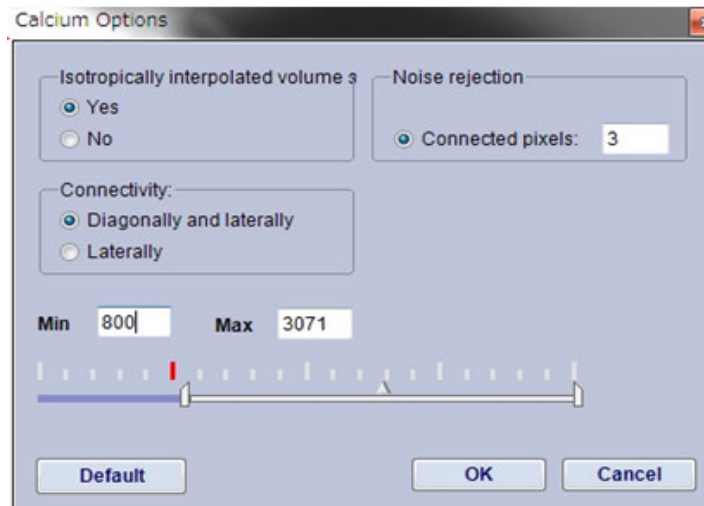 Calcium Options
Isotropically interpolated volume s
Noise rejection
Yes
No
Connected pixels: 3
Connectivity:
Diagonally and laterally
Laterally
Min 800 Max 3071
Default OK Cancel